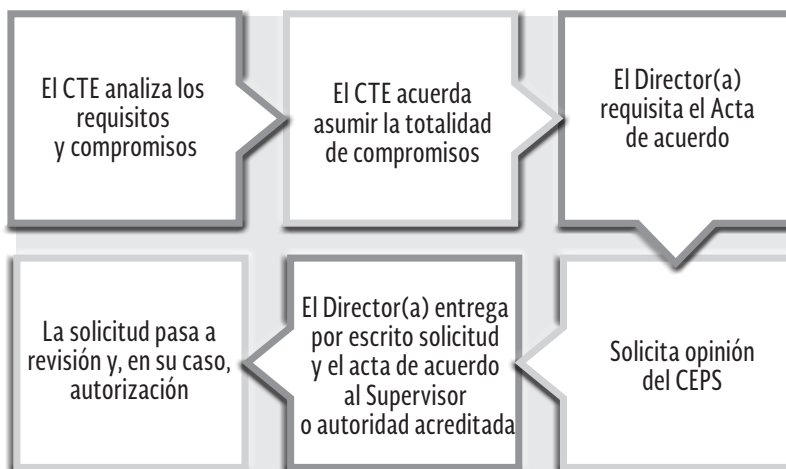 El CTE analiza los
requisitos
y compromisos
El CTE acuerda
asumir la totalidad
de compromisos
El Director(a)
requisita el Acta
de acuerdo
Solicita opinión
del CEPS
El Director(a) entrega
por escrito solicitud
y el acta de acuerdo
al Supervisor
o autoridad acreditada
La solicitud pasa a
revisión y, en su caso,
autorización